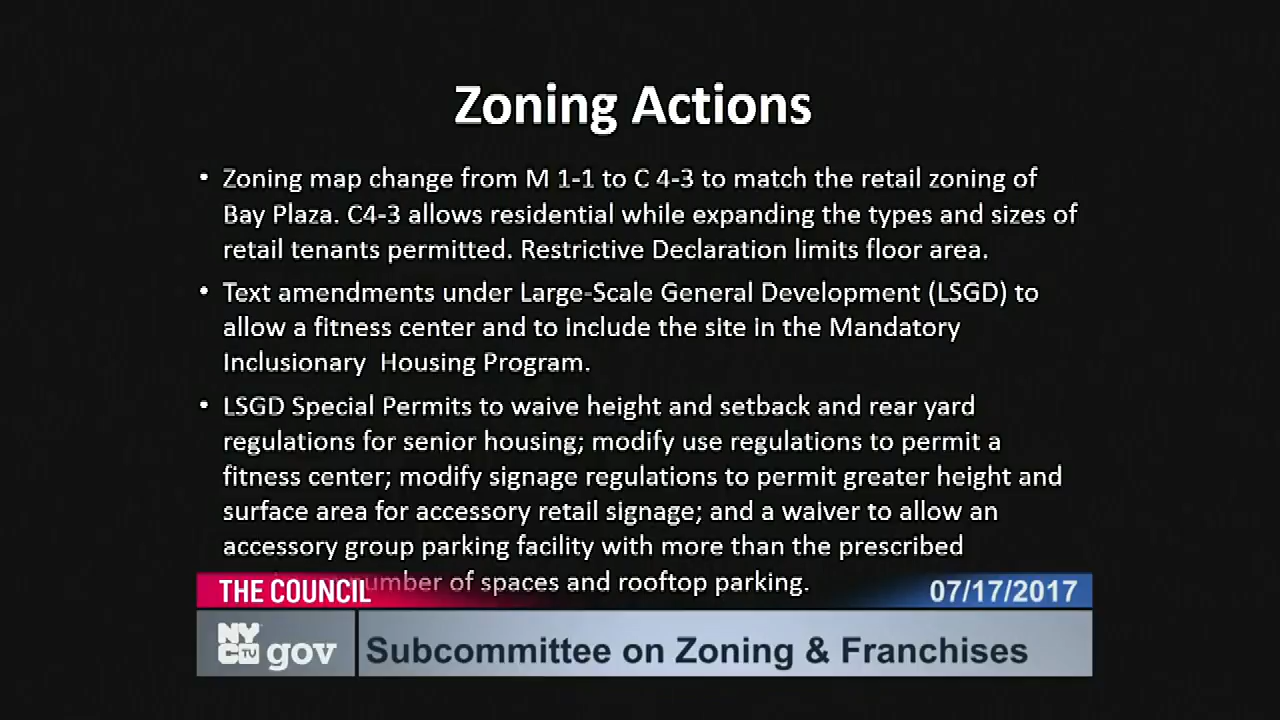 Zoning Actions
• Zoning map change from M 1-1 to C 4-3 to match the retail zoning of
Bay Plaza. C4-3 allows residential while expanding the types and sizes of
retail tenants permitted. Restrictive Declaration limits floor area.
• Text amendments under Large-Scale General Development (LSGD) to
allow a fitness center and to include the site in the Mandatory
Inclusionary  Housing Program.
• LSGD Special Permits to waive height and setback and rear yard
regulations for senior housing; modify use regulations to permit a
fitness center; modify signage regulations to permit greater height and
surface area for accessory retail signage; and a waiver to allow an
accessory group parking facility with more than the prescribed
number of spaces and rooftop parking.
THE COUNCIL 07/17/2017
NYC TV gov Subcommittee on Zoning & Franchises